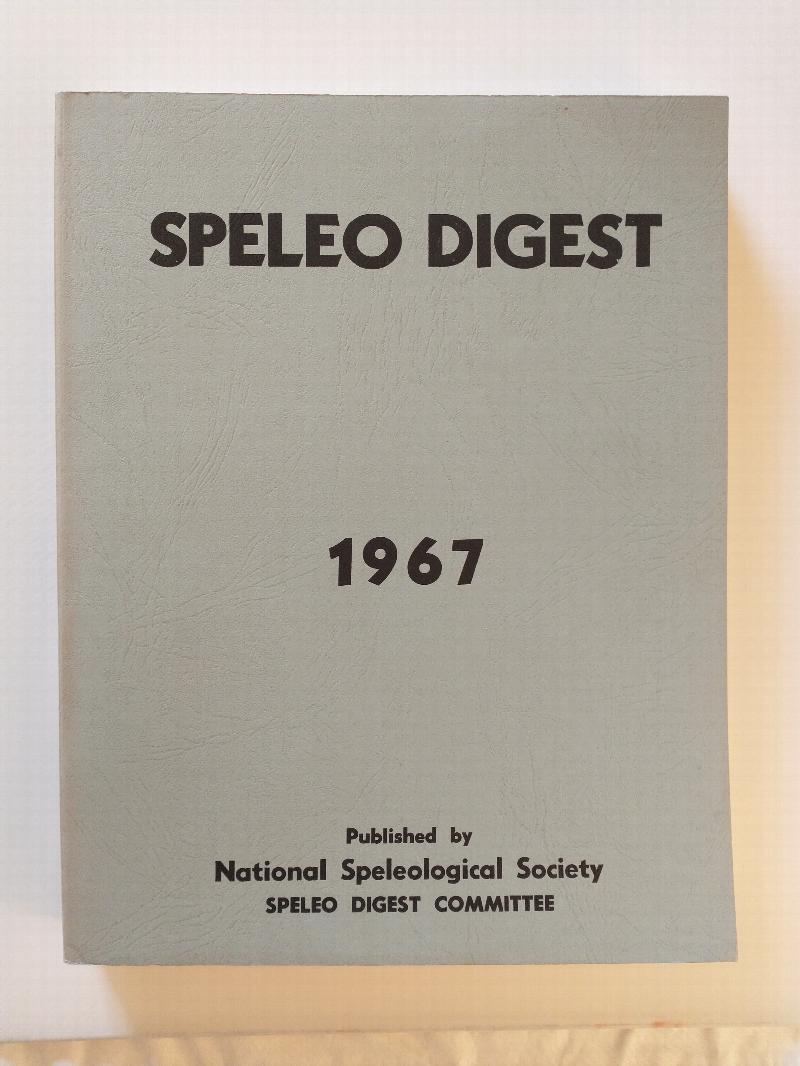 SPELEO DIGEST
1967
Published by
National Speleological Society
SPELEO DIGEST COMMITTEE